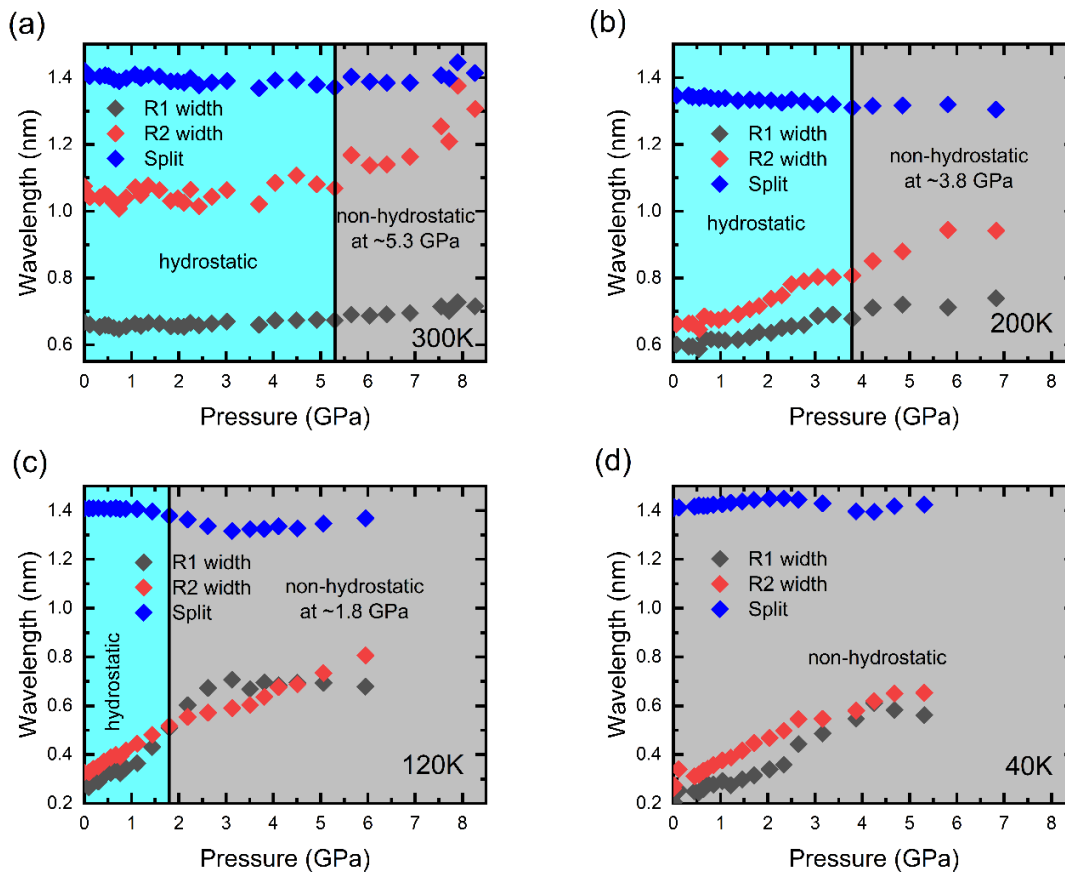 (a)
Wavelength (nm)
1.4
1.2
1.0
0.8
0.6
R1 width
R2 width
Split
hydrostatic
non-hydrostatic
at ~5.3 GPa
300K
0 1 2 3 4 5 6 7 8
Pressure (GPa)
(b)
Wavelength (nm)
1.4
1.2
1.0
0.8
0.6
R1 width
R2 width
Split
hydrostatic
non-hydrostatic
at ~3.8 GPa
200K
0 1 2 3 4 5 6 7 8
Pressure (GPa)
(c)
Wavelength (nm)
1.4
1.2
1.0
0.8
0.6
0.4
0.2
R1 width
R2 width
Split
hydrostatic
non-hydrostatic
at ~1.8 GPa
120K
0 1 2 3 4 5 6 7 8
Pressure (GPa)
(d)
Wavelength (nm)
1.4
1.2
1.0
0.8
0.6
0.4
0.2
R1 width
R2 width
Split
non-hydrostatic
40K
0 1 2 3 4 5 6 7 8
Pressure (GPa)